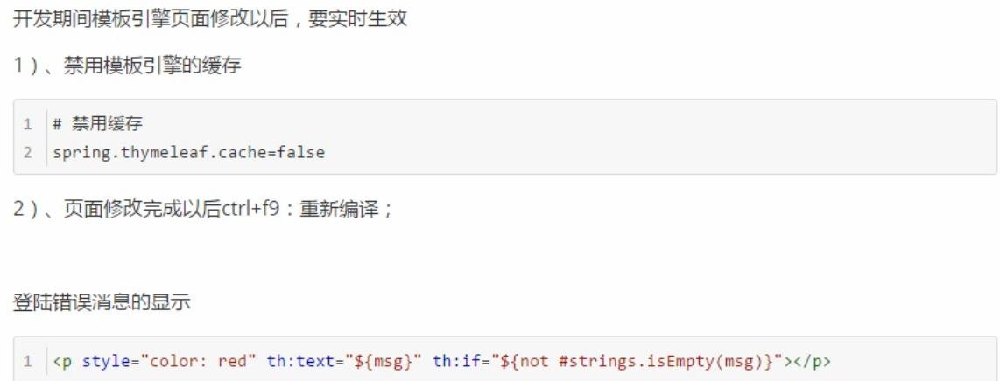 开发期间模板引擎页面修改以后，要实时生效
1）、禁用模板引擎的缓存
1 # 禁用缓存
2 spring.thymeleaf.cache=false
2）、页面修改完成以后ctrl+f9：重新编译；
登陆错误消息的显示
1 <p style="color: red" th:text="${msg}" th:if="${not #strings.isEmpty(msg)}"></p>